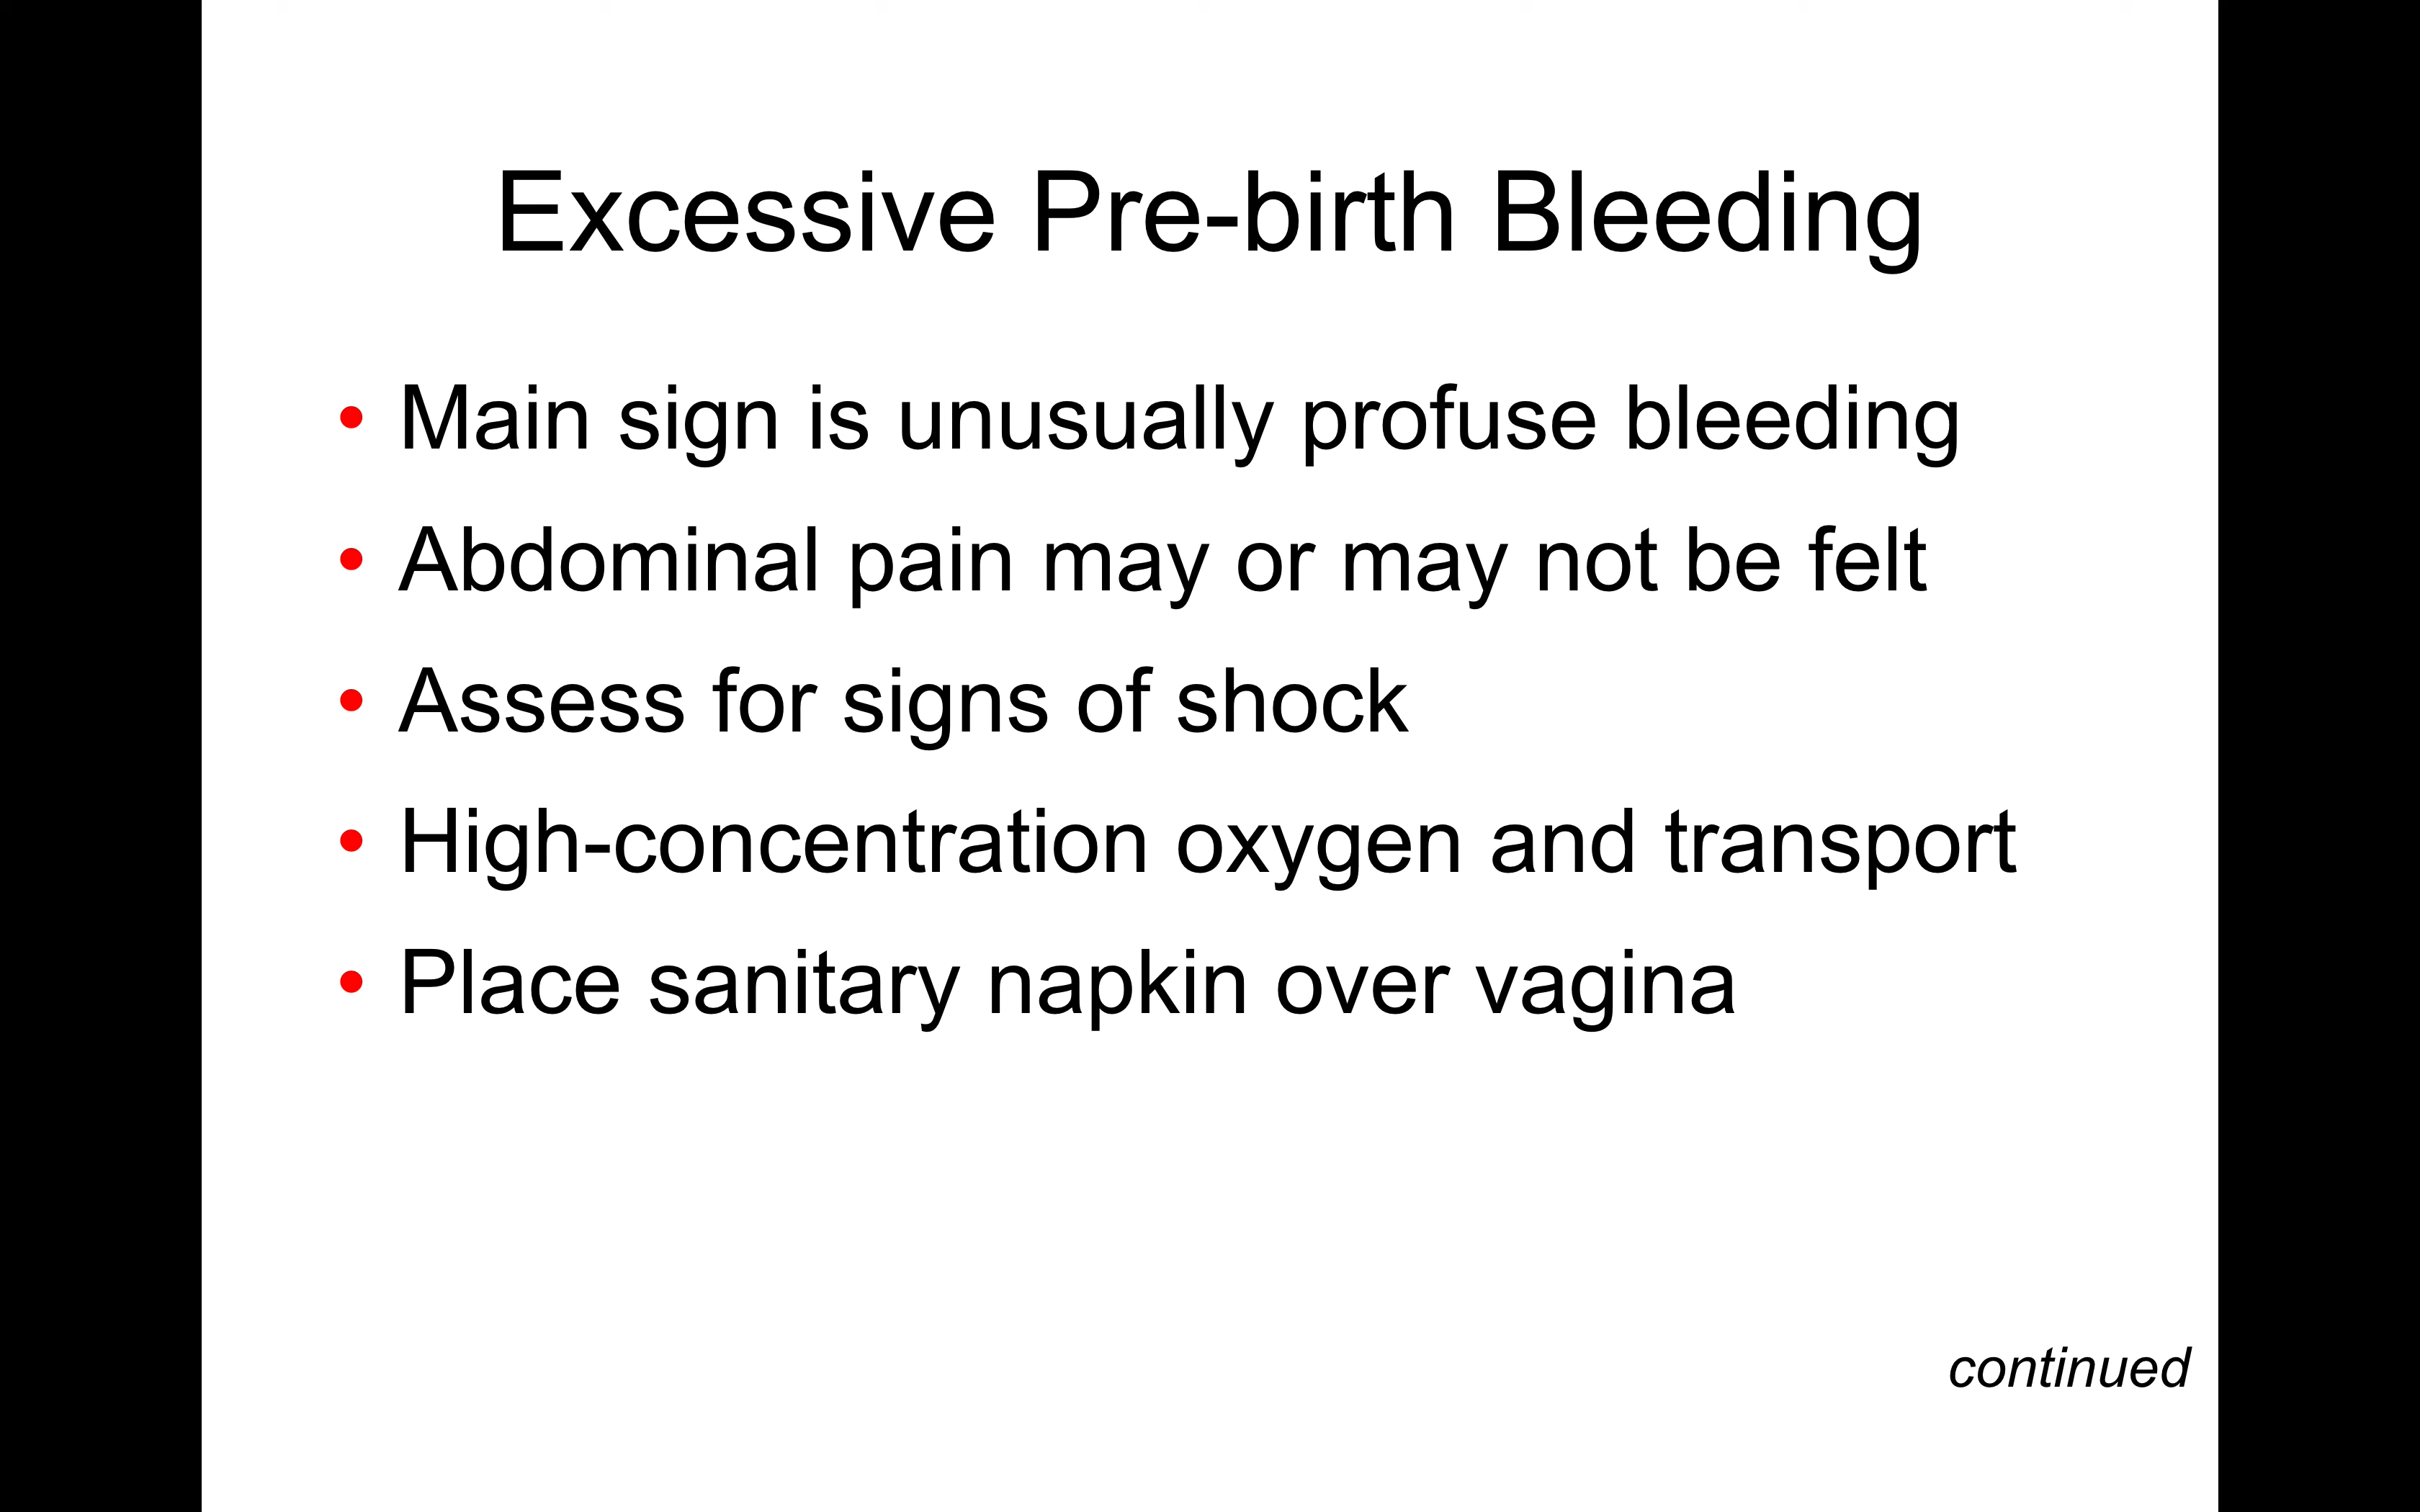 Excessive Pre-birth Bleeding
• Main sign is unusually profuse bleeding
• Abdominal pain may or may not be felt
• Assess for signs of shock
• High-concentration oxygen and transport
• Place sanitary napkin over vagina
continued